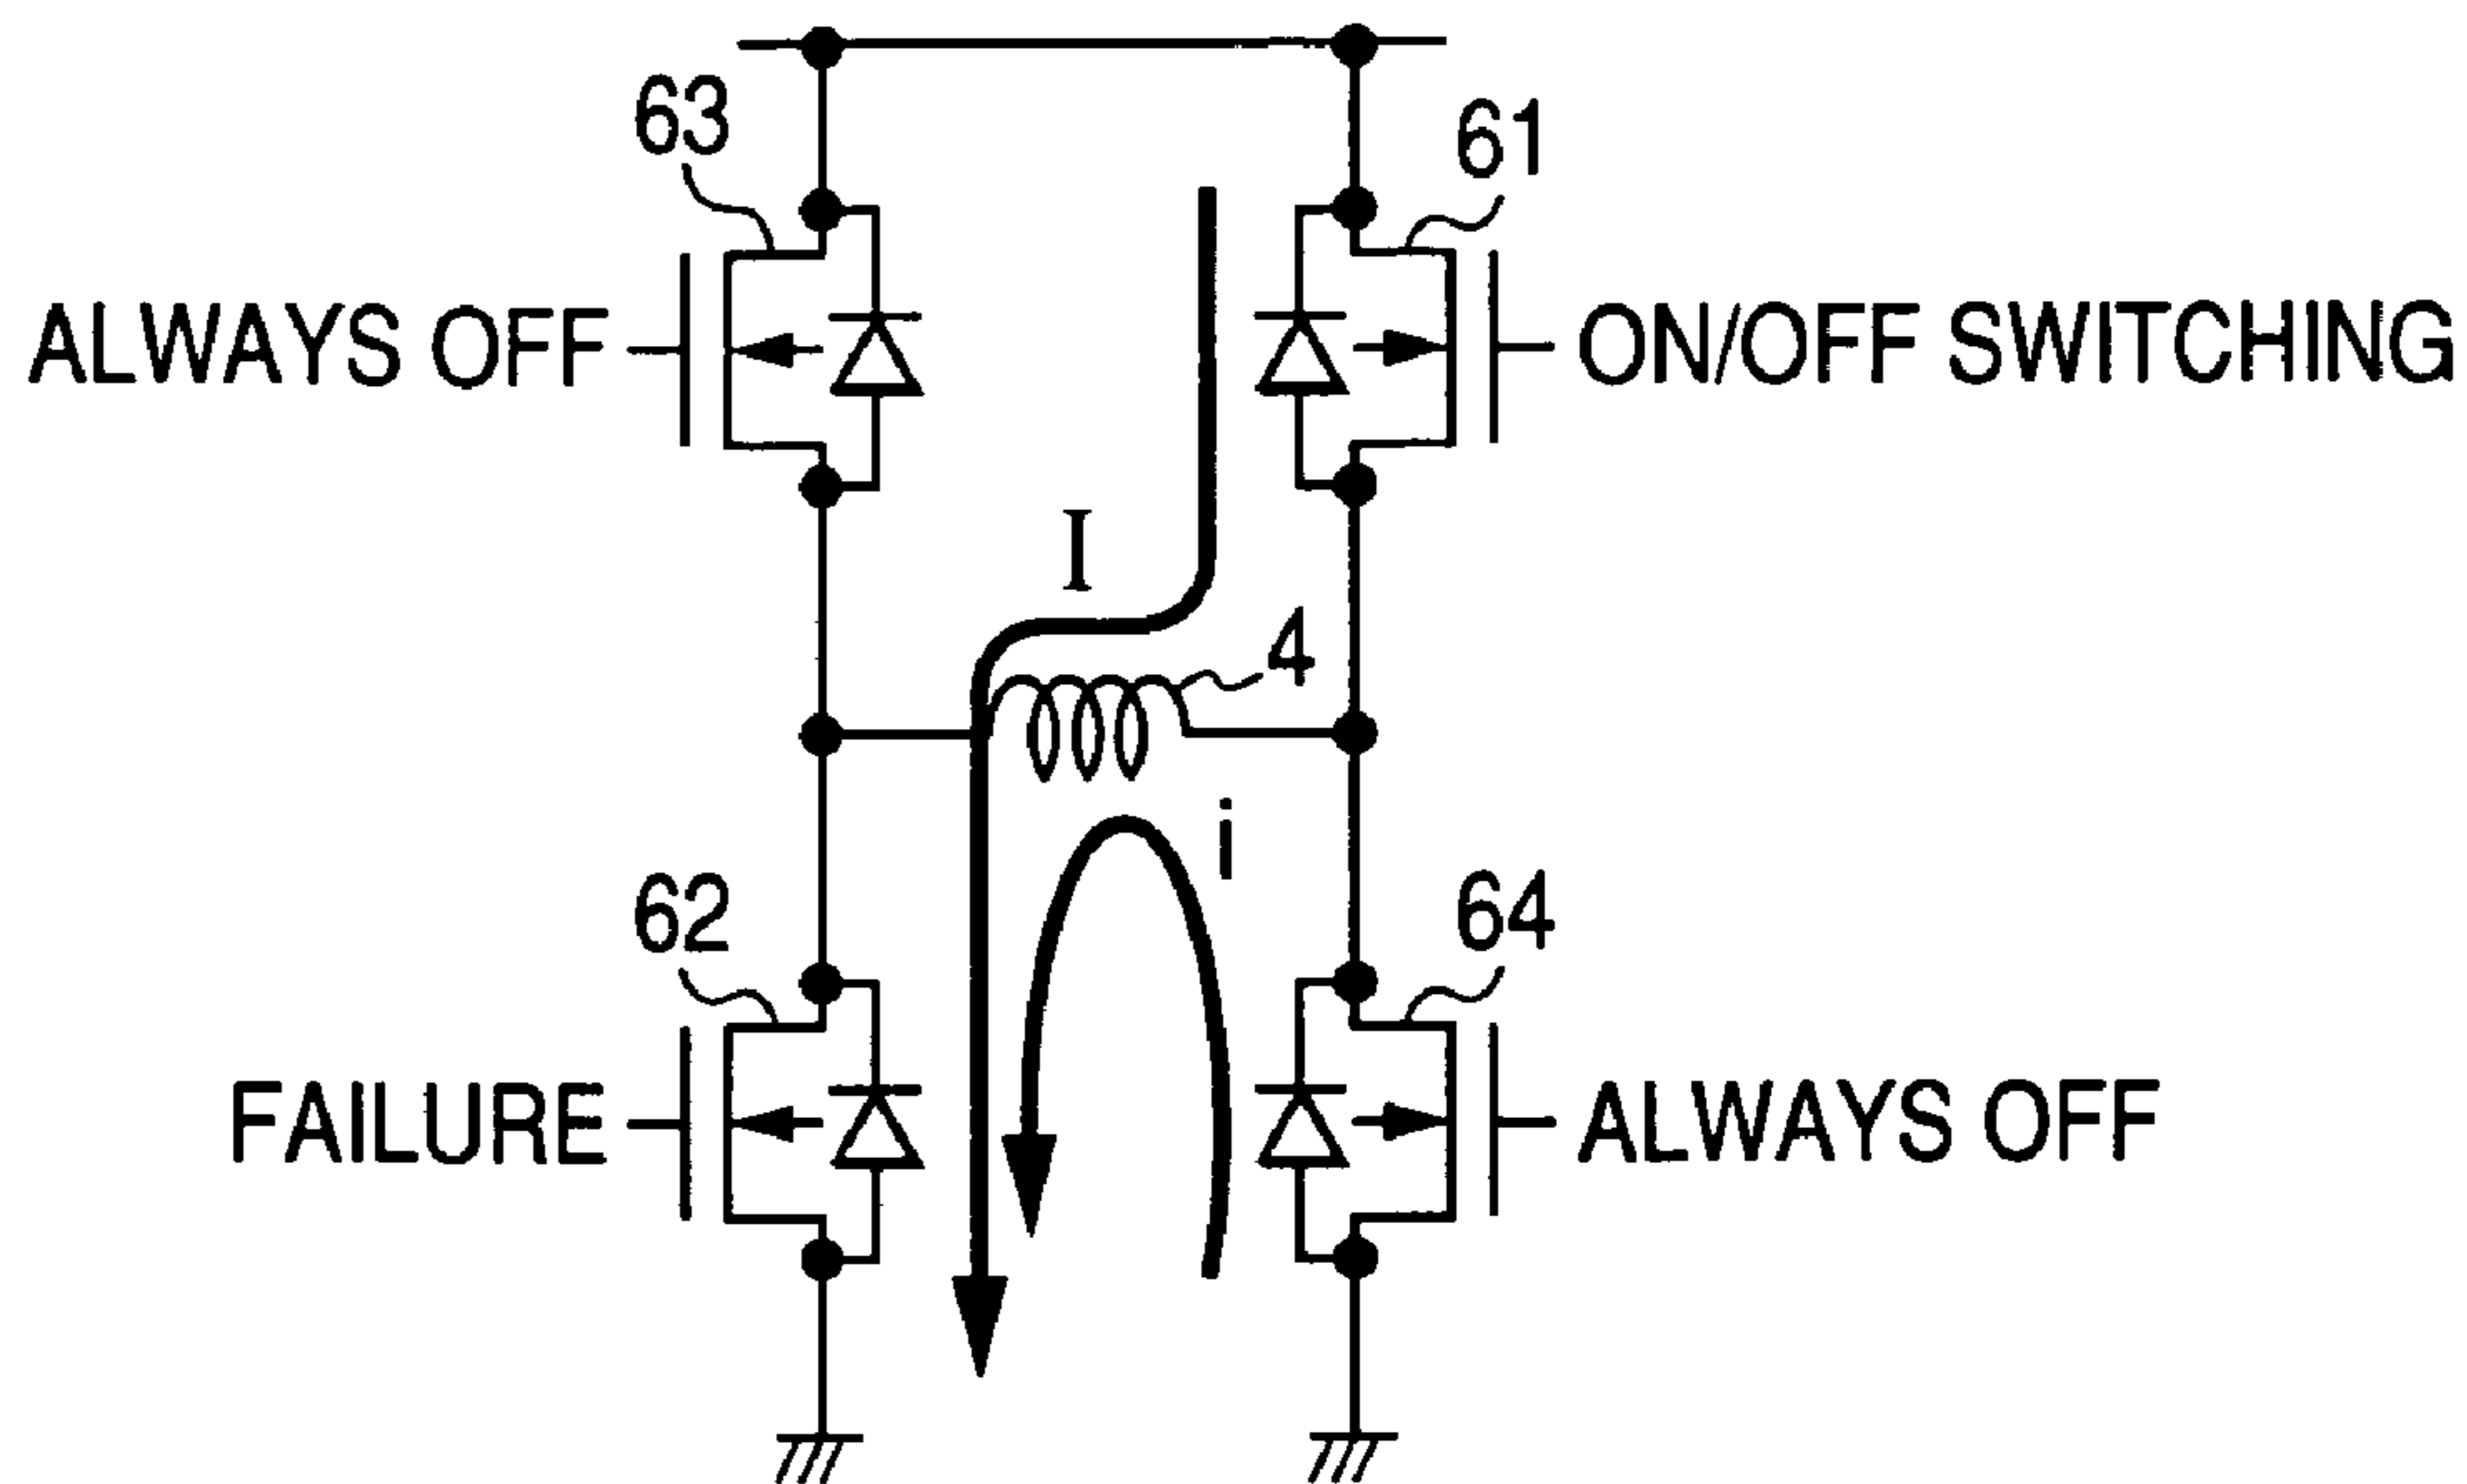 63
61
ALWAYS OFF
ON/OFF SWITCHING
I
4
i
62
64
FAILURE
ALWAYS OFF